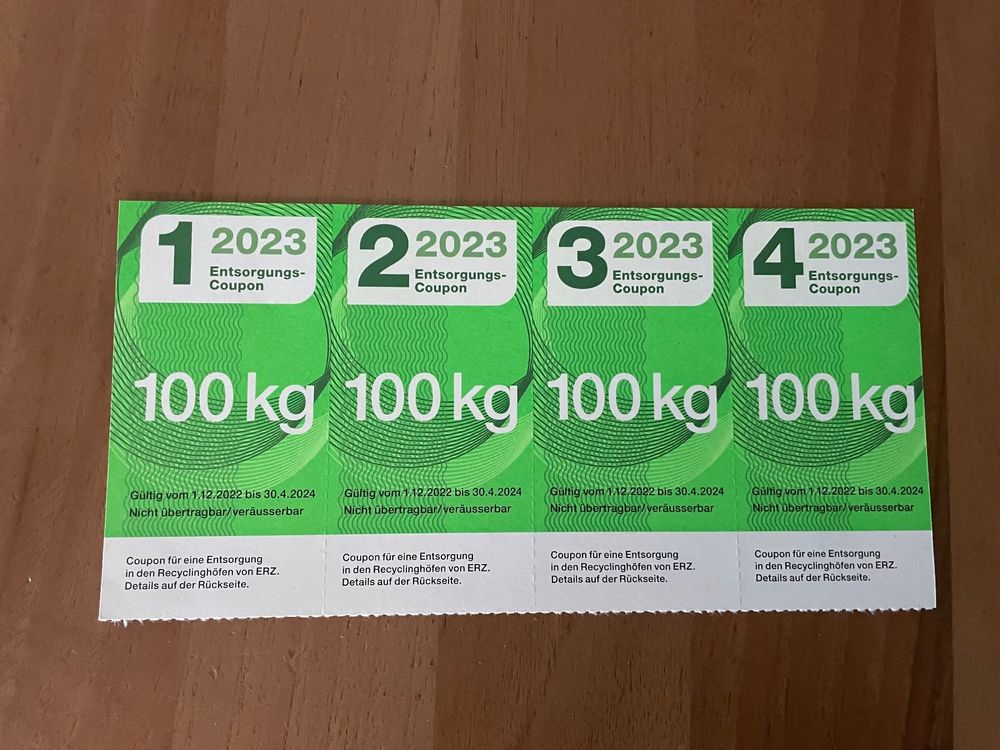 1 2023
Entsorgungs-
Coupon
100 kg
Gültig vom 1.12.2022 bis 30.4.2024
Nicht übertragbar/veräusserbar
Coupon für eine Entsorgung
in den Recyclinghöfen von ERZ.
Details auf der Rückseite.
2 2023
Entsorgungs-
Coupon
100 kg
Gültig vom 1.12.2022 bis 30.4.2024
Nicht übertragbar/veräusserbar
Coupon für eine Entsorgung
in den Recyclinghöfen von ERZ.
Details auf der Rückseite.
3 2023
Entsorgungs-
Coupon
100 kg
Gültig vom 1.12.2022 bis 30.4.2024
Nicht übertragbar/veräusserbar
Coupon für eine Entsorgung
in den Recyclinghöfen von ERZ.
Details auf der Rückseite.
4 2023
Entsorgungs-
Coupon
100 kg
Gültig vom 1.12.2022 bis 30.4.2024
Nicht übertragbar/veräusserbar
Coupon für eine Entsorgung
in den Recyclinghöfen von ERZ.
Details auf der Rückseite.